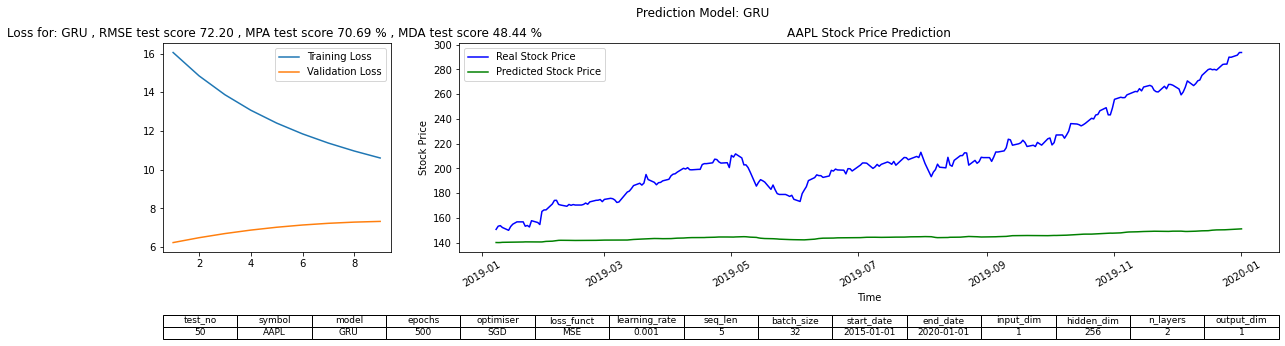 Prediction Model: GRU
Loss for: GRU , RMSE test score 72.20 , MPA test score 70.69 % , MDA test score 48.44 %
Training Loss
Validation Loss
16
14
12
10
8
6
2 4 6 8
AAPL Stock Price Prediction
Real Stock Price
Predicted Stock Price
Stock Price
300
280
260
240
220
200
180
160
140
2019-01 2019-03 2019-05 2019-07 2019-09 2019-11 2020-01
Time
test_no symbol model epochs optimiser loss_funct learning_rate seq_len batch_size start_date end_date input_dim hidden_dim n_layers output_dim
50 AAPL GRU 500 SGD MSE 0.001 5 32 2015-01-01 2020-01-01 1 256 2 1